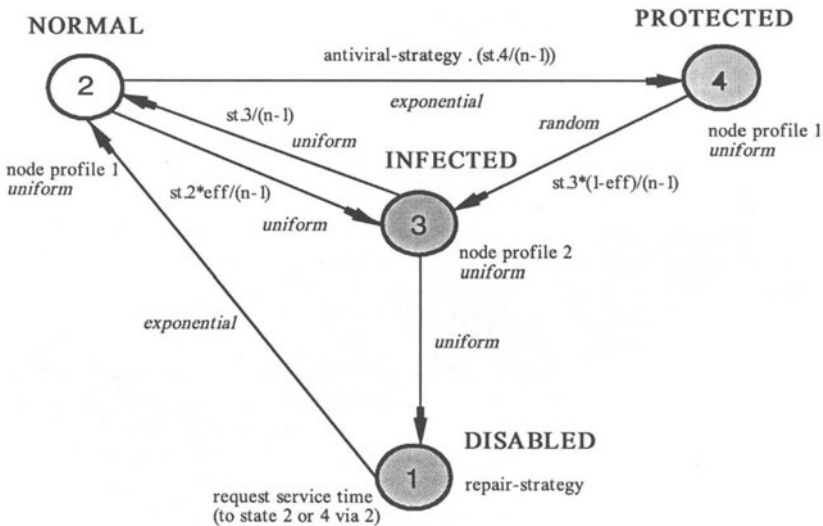 PROTECTED
NORMAL
antiviral-strategy . (st.4/(n-1))
2
4
exponential
st.3/(n-1)
uniform
random
node profile 1
uniform
INFECTED
node profile 1
uniform
st.2*eff/(n-1)
uniform
st.3*(1-eff)/(n-1)
3
node profile 2
uniform
exponential
uniform
DISABLED
1
repair-strategy
request service time
(to state 2 or 4 via 2)